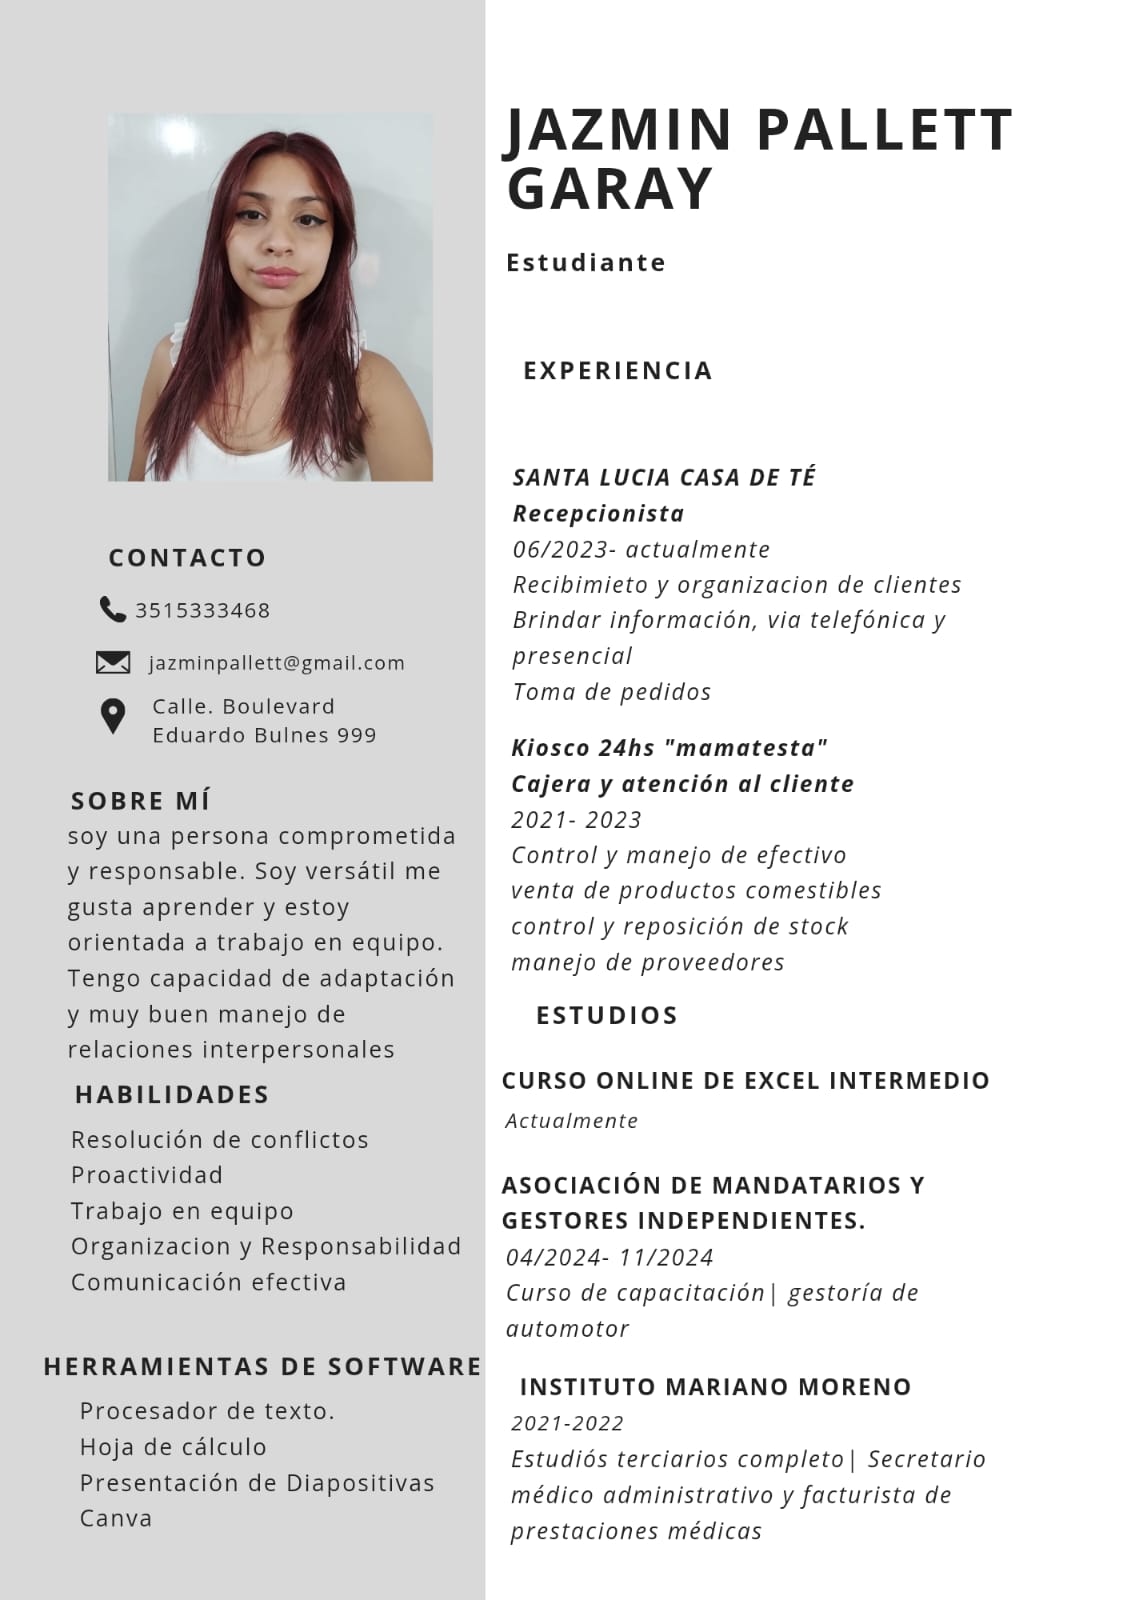 JAZMIN PALLETT
GARAY
Estudiante
CONTACTO
3515333468
jazminpallett@gmail.com
Calle. Boulevard
Eduardo Bulnes 999
SOBRE MÍ
soy una persona comprometida
y responsable. Soy versátil me
gusta aprender y estoy
orientada a trabajo en equipo.
Tengo capacidad de adaptación
y muy buen manejo de
relaciones interpersonales
HABILIDADES
Resolución de conflictos
Proactividad
Trabajo en equipo
Organizacion y Responsabilidad
Comunicación efectiva
HERRAMIENTAS DE SOFTWARE
Procesador de texto.
Hoja de cálculo
Presentación de Diapositivas
Canva
EXPERIENCIA
SANTA LUCIA CASA DE TÉ
Recepcionista
06/2023- actualmente
Recibimieto y organizacion de clientes
Brindar información, via telefónica y
presencial
Toma de pedidos
Kiosco 24hs "mamatesta"
Cajera y atención al cliente
2021- 2023
Control y manejo de efectivo
venta de productos comestibles
control y reposición de stock
manejo de proveedores
ESTUDIOS
CURSO ONLINE DE EXCEL INTERMEDIO
Actualmente
ASOCIACIÓN DE MANDATARIOS Y
GESTORES INDEPENDIENTES.
04/2024- 11/2024
Curso de capacitación| gestoría de
automotor
INSTITUTO MARIANO MORENO
2021-2022
Estudiós terciarios completo| Secretario
médico administrativo y facturista de
prestaciones médicas